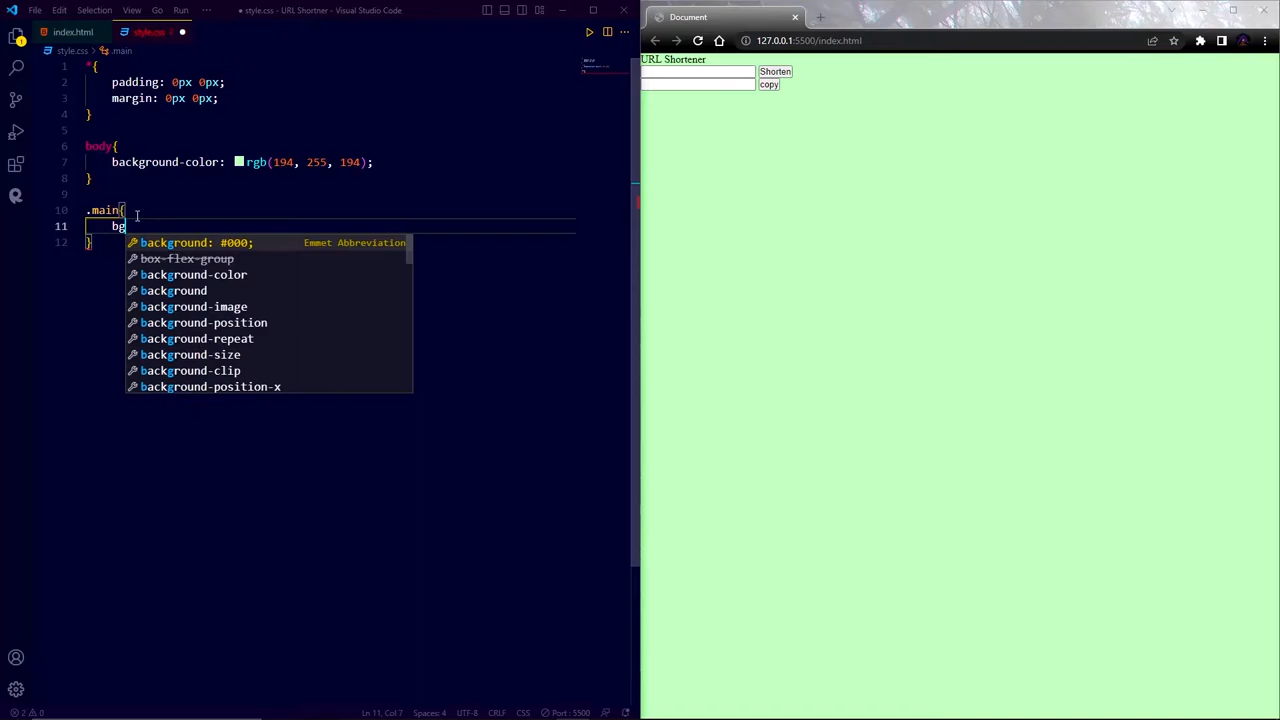 File Edit Selection View Go Run ··· ● style.css - URL Shortner - Visual Studio Code
index.html style.css ●
style.css > .main
1 *{
2 padding: 0px 0px;
3 margin: 0px 0px;
4 }
5
6 body{
7 background-color: rgb(194, 255, 194);
8 }
9
10 .main{
11 bg
12 }
background: #000; Emmet Abbreviation
box-flex-group
background-color
background
background-image
background-position
background-repeat
background-size
background-clip
background-position-x
1
2 0 Ln 11, Col 7 Spaces: 4 UTF-8 CRLF CSS Port : 5500
Document
127.0.0.1:5500/index.html
URL Shortener
Shorten
copy